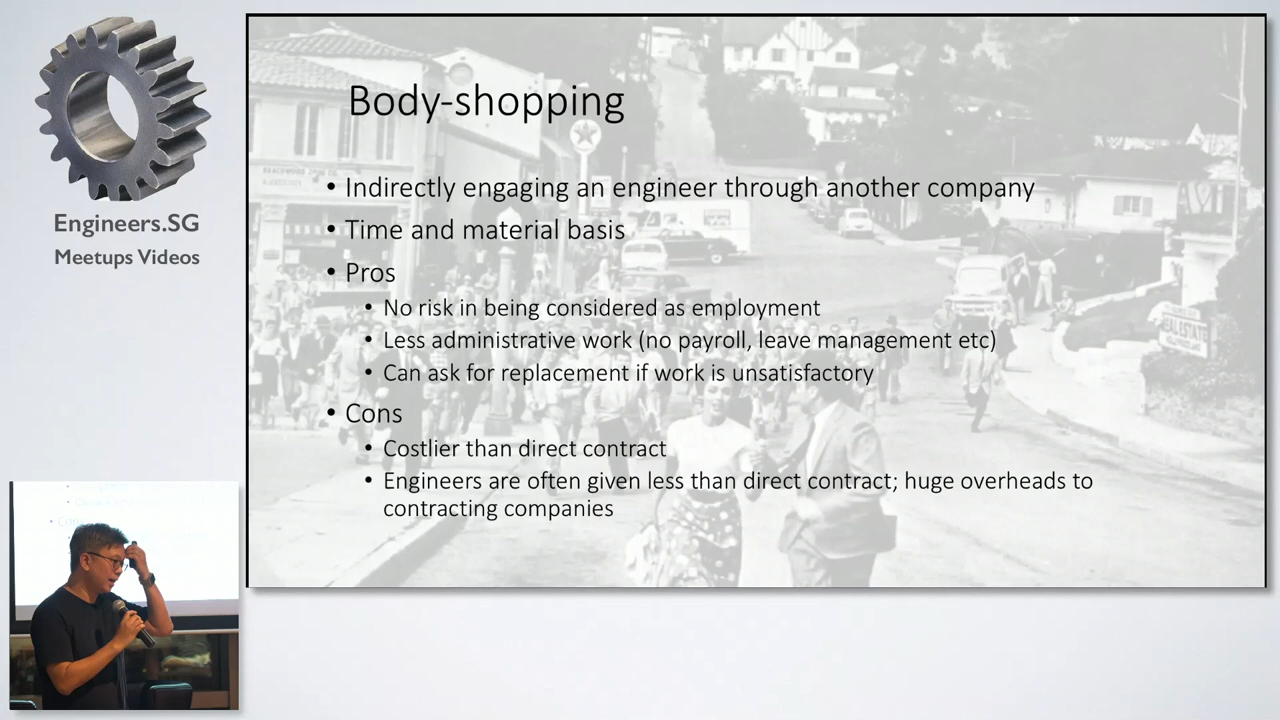 Engineers.SG
Meetups Videos
Body-shopping
• Indirectly engaging an engineer through another company
• Time and material basis
• Pros
• No risk in being considered as employment
• Less administrative work (no payroll, leave management etc)
• Can ask for replacement if work is unsatisfactory
• Cons
• Costlier than direct contract
• Engineers are often given less than direct contract; huge overheads to
contracting companies
REAL ESTATE